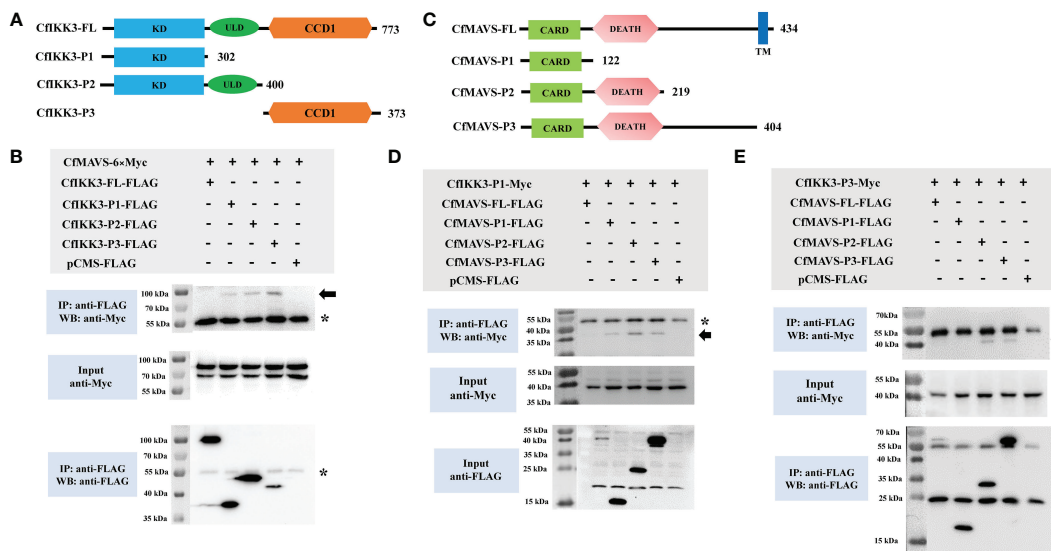 A
CfIKK3-FL KD ULD CCD1 773
CfIKK3-P1 KD 302
CfIKK3-P2 KD ULD 400
CfIKK3-P3 CCD1 373
B
CfMAVS-6×Myc + + + + +
CfIKK3-FL-FLAG + - - - -
CfIKK3-P1-FLAG - + - - -
CfIKK3-P2-FLAG - - + - -
CfIKK3-P3-FLAG - - - + -
pCMS-FLAG - - - - +
IP: anti-FLAG
WB: anti-Myc
100 kDa
70 kDa
55 kDa
*
Input
anti-Myc
100 kDa
70 kDa
55 kDa
IP: anti-FLAG
WB: anti-FLAG
100 kDa
70 kDa
55 kDa
40 kDa
35 kDa
*
C
CfMAVS-FL CARD DEATH 434
TM
CfMAVS-P1 CARD 122
CfMAVS-P2 CARD DEATH 219
CfMAVS-P3 CARD DEATH 404
D
CfIKK3-P1-Myc + + + + +
CfMAVS-FL-FLAG + - - - -
CfMAVS-P1-FLAG - + - - -
CfMAVS-P2-FLAG - - + - -
CfMAVS-P3-FLAG - - - + -
pCMS-FLAG - - - - +
IP: anti-FLAG
WB: anti-Myc
55 kDa
40 kDa
35 kDa
*
Input
anti-Myc
55 kDa
40 kDa
35 kDa
Input
anti-FLAG
55 kDa
40 kDa
35 kDa
25 kDa
15 kDa
E
CfIKK3-P3-Myc + + + + +
CfMAVS-FL-FLAG + - - - -
CfMAVS-P1-FLAG - + - - -
CfMAVS-P2-FLAG - - + - -
CfMAVS-P3-FLAG - - - + -
pCMS-FLAG - - - - +
IP: anti-FLAG
WB: anti-Myc
70kDa
55 kDa
40 kDa
Input
anti-Myc
55 kDa
40 kDa
IP: anti-FLAG
WB: anti-FLAG
70 kDa
55 kDa
40 kDa
35 kDa
25 kDa
15 kDa